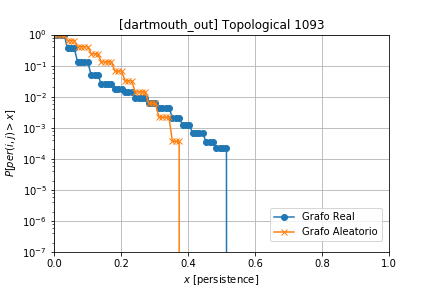 [dartmouth_out] Topological 1093
10^0
10^-1
10^-2
10^-3
10^-4
10^-5
10^-6
10^-7
P[per(i, j) > x]
Grafo Real
Grafo Aleatorio
0.0 0.2 0.4 0.6 0.8 1.0
x [persistence]